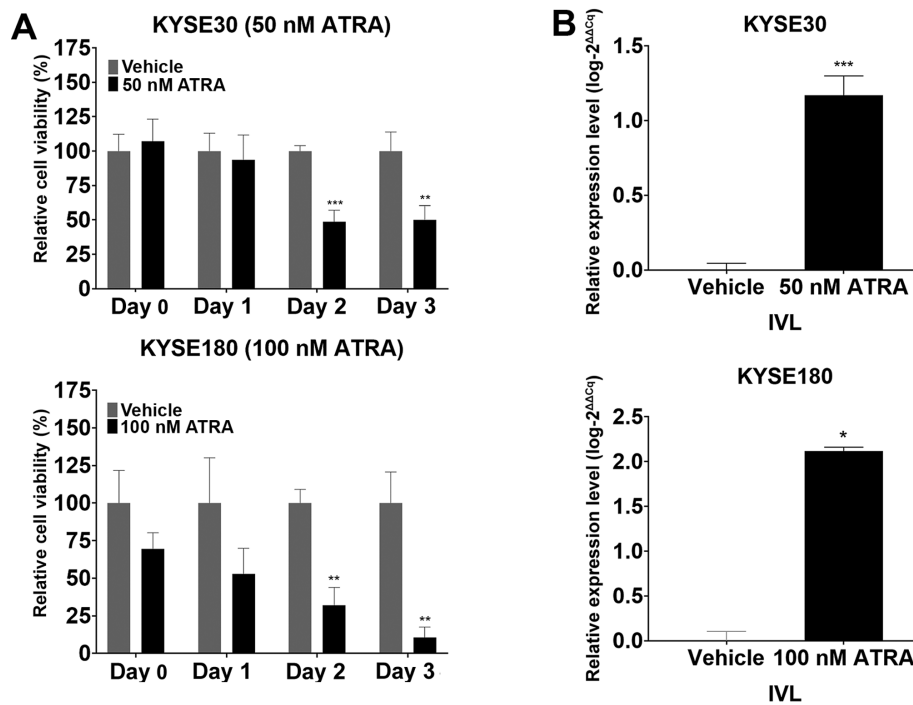 A
KYSE30 (50 nM ATRA)
Relative cell viability (%)
175
150
125
100
75
50
25
0
Vehicle
50 nM ATRA
***
**
Day 0 Day 1 Day 2 Day 3
KYSE180 (100 nM ATRA)
Relative cell viability (%)
175
150
125
100
75
50
25
0
Vehicle
100 nM ATRA
**
**
Day 0 Day 1 Day 2 Day 3
B
KYSE30
Relative expression level (log-2^ΔΔCq)
1.5
1.0
0.5
0.0
***
Vehicle 50 nM ATRA
IVL
KYSE180
Relative expression level (log-2^ΔΔCq)
2.5
2.0
1.5
1.0
0.5
0.0
*
Vehicle 100 nM ATRA
IVL